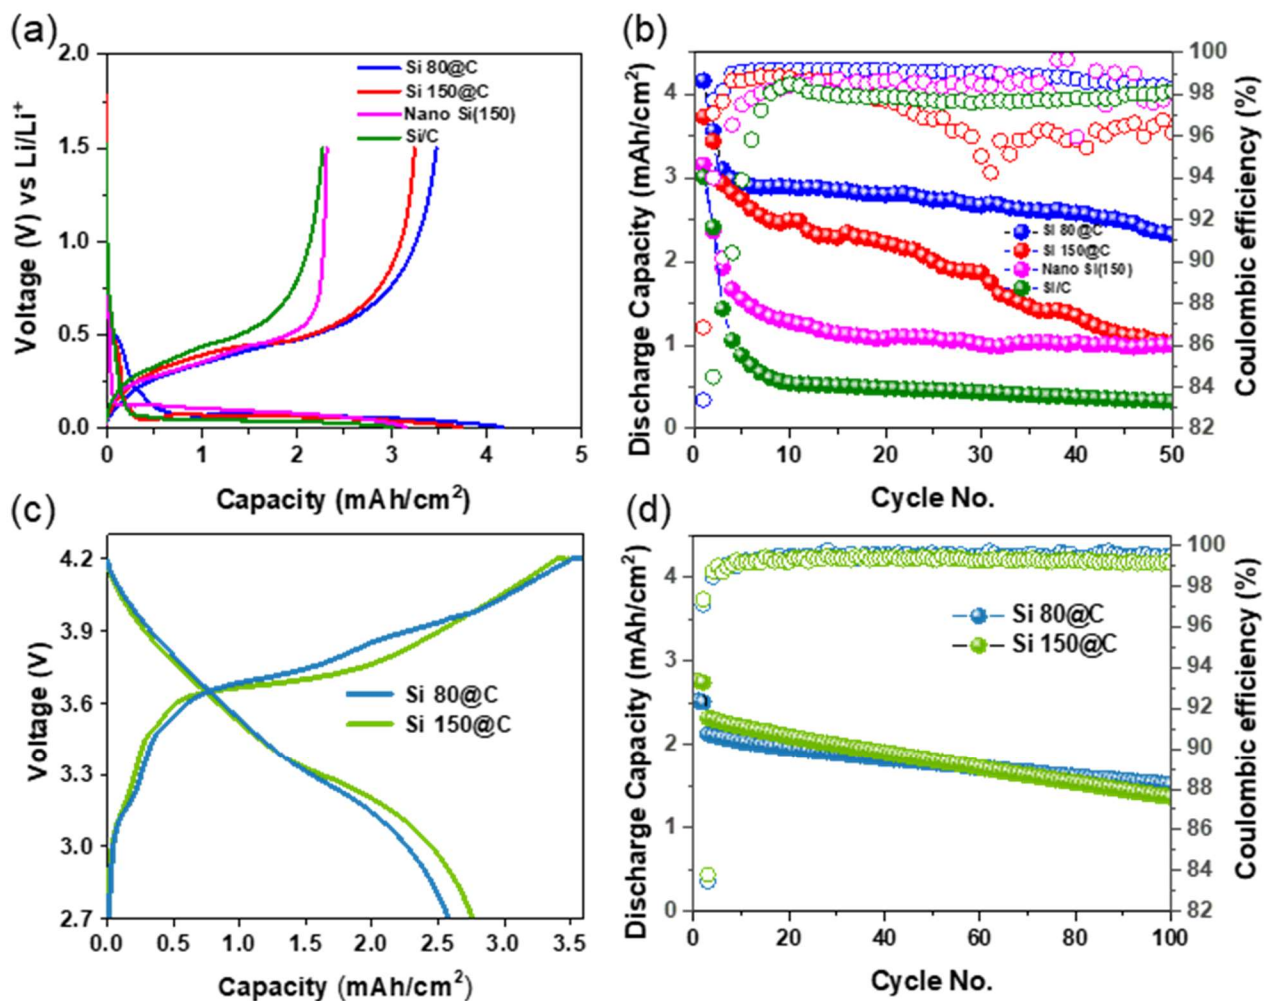 (a)
2.0
1.5
1.0
0.5
0.0
Voltage (V) vs Li/Li⁺
Si 80@C
Si 150@C
Nano Si(150)
Si/C
0 1 2 3 4 5
Capacity (mAh/cm²)
(b)
4
3
2
1
0
Discharge Capacity (mAh/cm²)
100
98
96
94
92
90
88
86
84
82
Coulombic efficiency (%)
Si 80@C
Si 150@C
Nano Si(150)
Si/C
0 10 20 30 40 50
Cycle No.
(c)
4.2
3.9
3.6
3.3
3.0
2.7
Voltage (V)
Si 80@C
Si 150@C
0.0 0.5 1.0 1.5 2.0 2.5 3.0 3.5
Capacity (mAh/cm²)
(d)
4
3
2
1
0
Discharge Capacity (mAh/cm²)
100
98
96
94
92
90
88
86
84
82
Coulombic efficiency (%)
Si 80@C
Si 150@C
0 20 40 60 80 100
Cycle No.